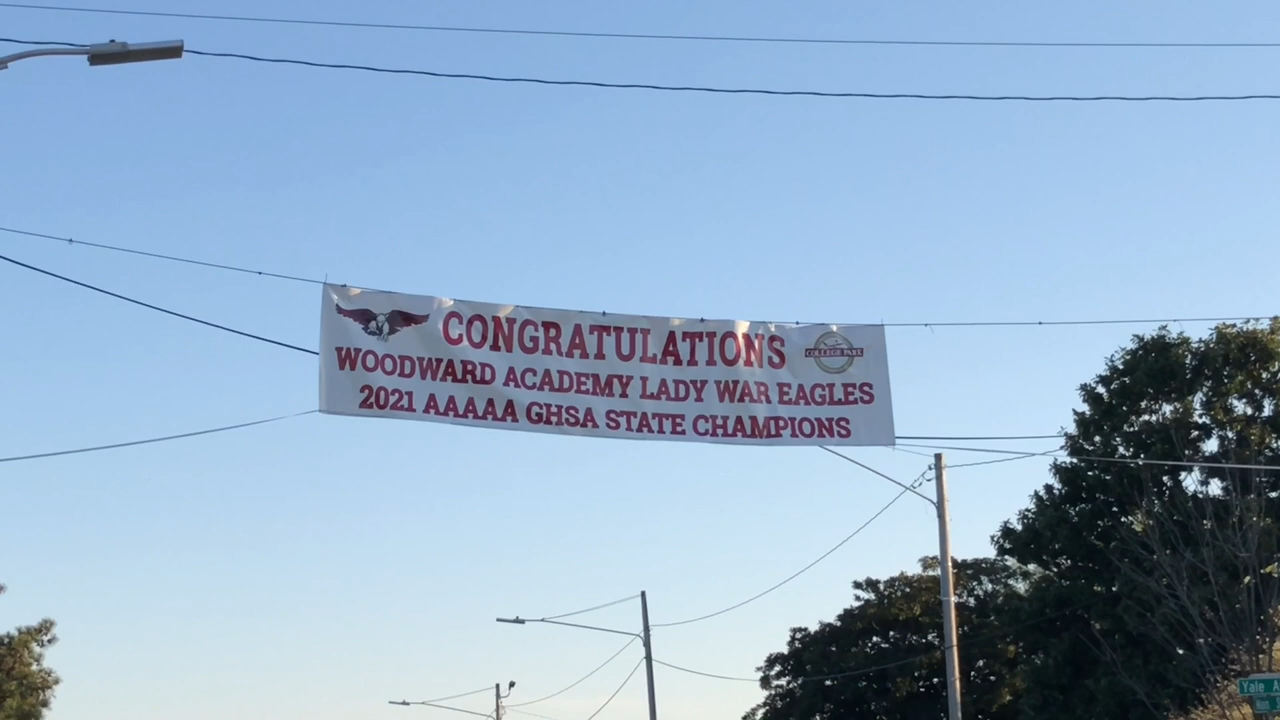 CONGRATULATIONS
COLLEGE PARK
WOODWARD ACADEMY LADY WAR EAGLES
2021 AAAAA GHSA STATE CHAMPIONS
Yale A